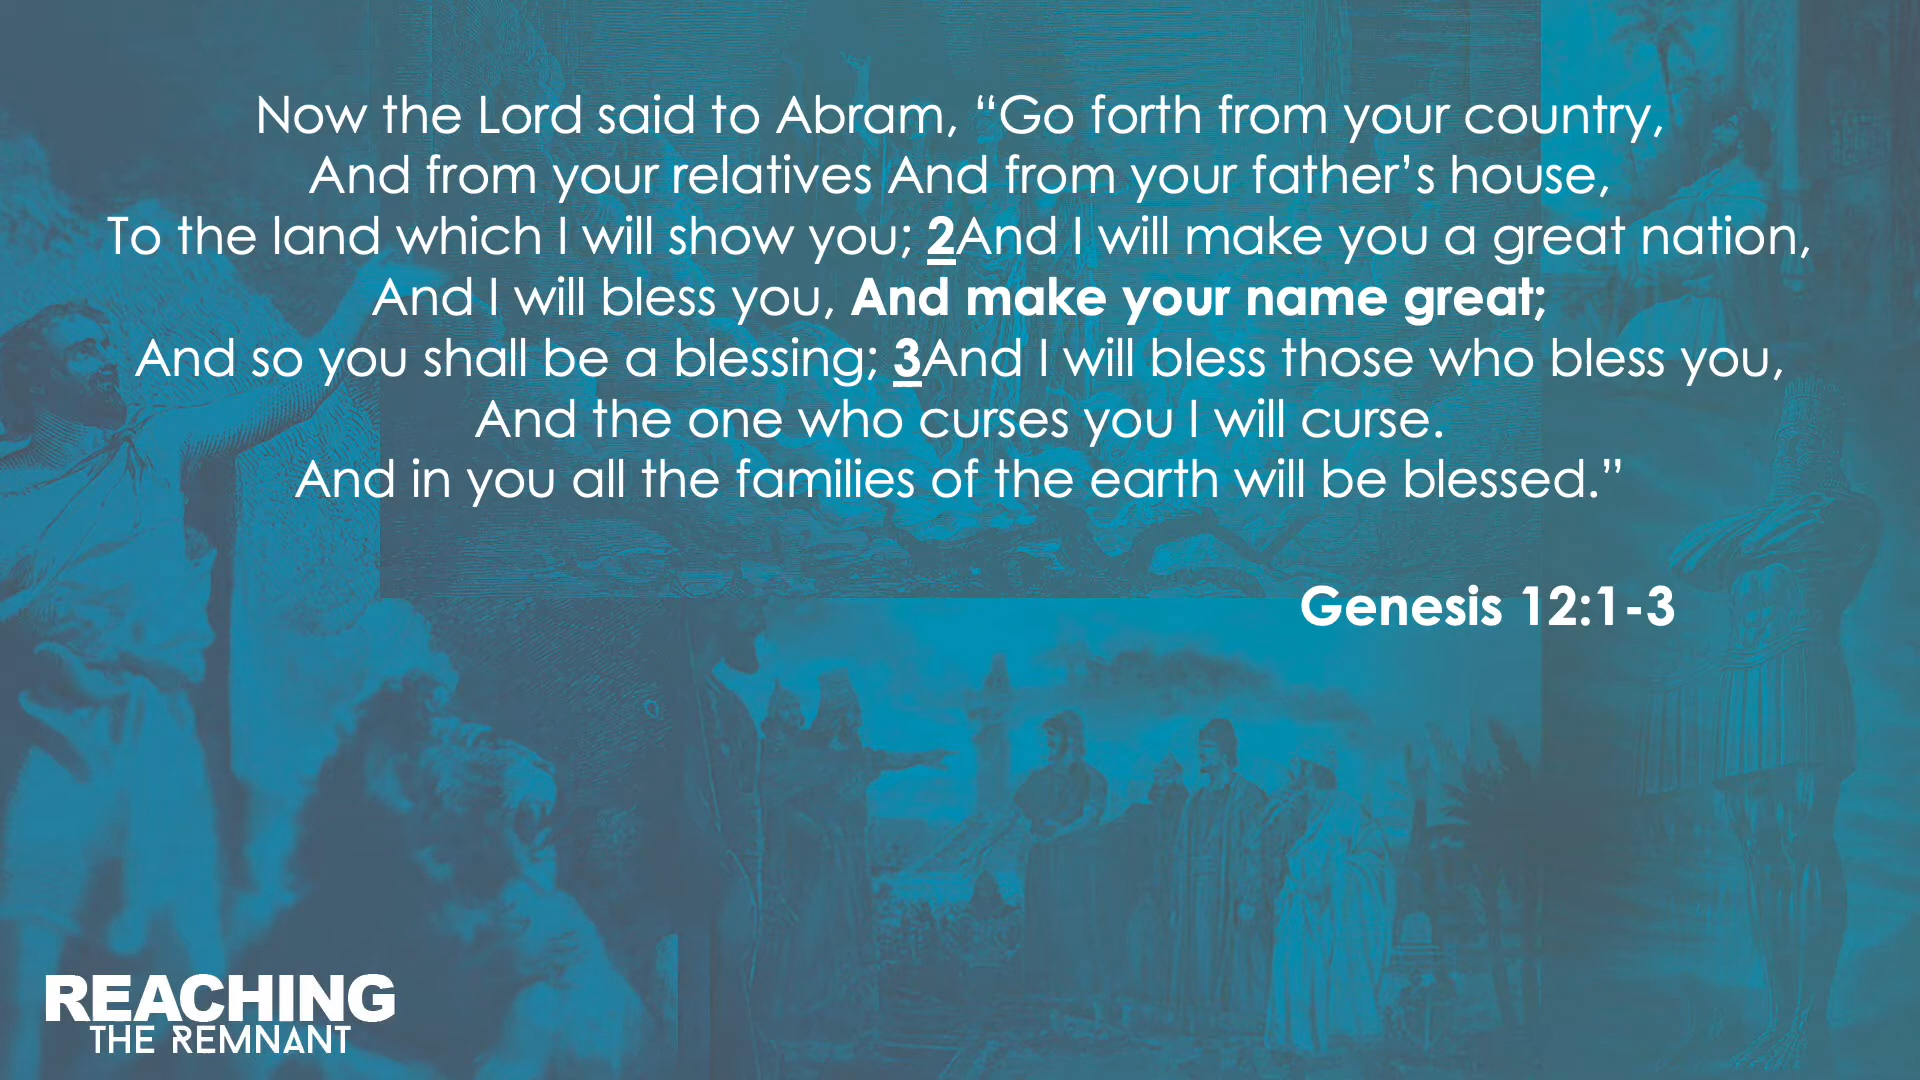 Now the Lord said to Abram, “Go forth from your country,
And from your relatives And from your father’s house,
To the land which I will show you; 2And I will make you a great nation,
And I will bless you, And make your name great;
And so you shall be a blessing; 3And I will bless those who bless you,
And the one who curses you I will curse.
And in you all the families of the earth will be blessed.”
Genesis 12:1-3
REACHING
THE REMNANT